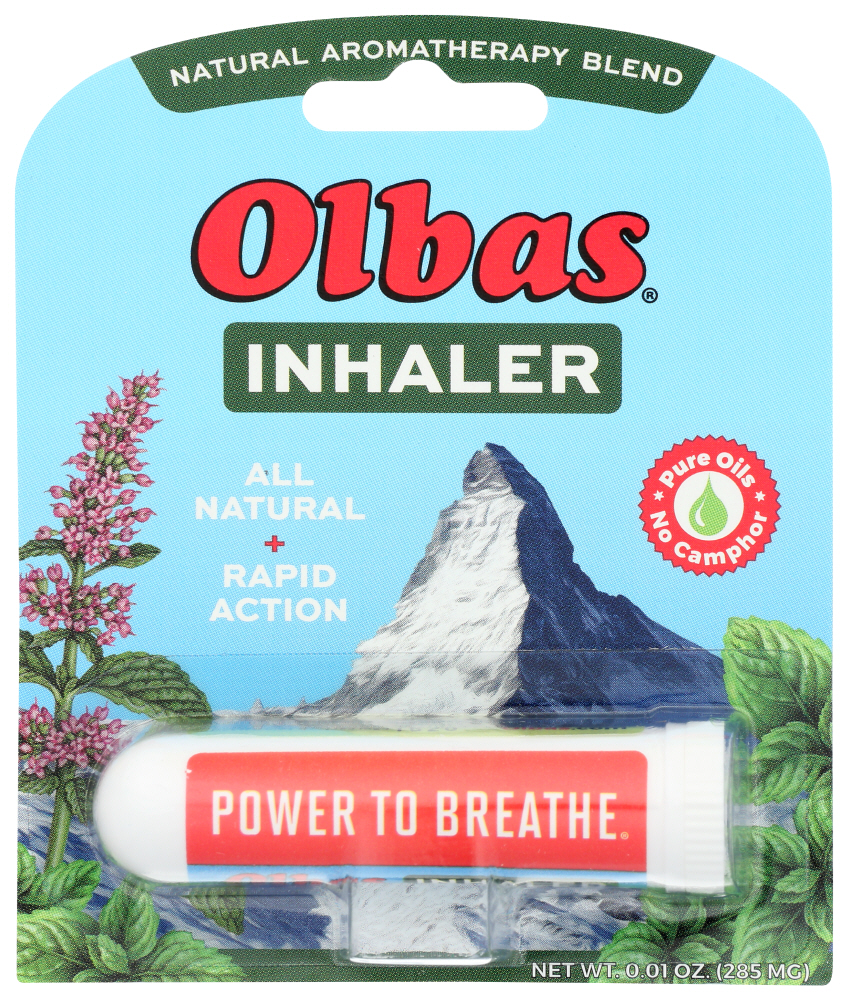 NATURAL AROMATHERAPY BLEND
Olbas®
INHALER
ALL
NATURAL
+
RAPID
ACTION
Pure Oils
No Camphor
POWER TO BREATHE®
Olbas
NET WT. 0.01 OZ. (285 MG)